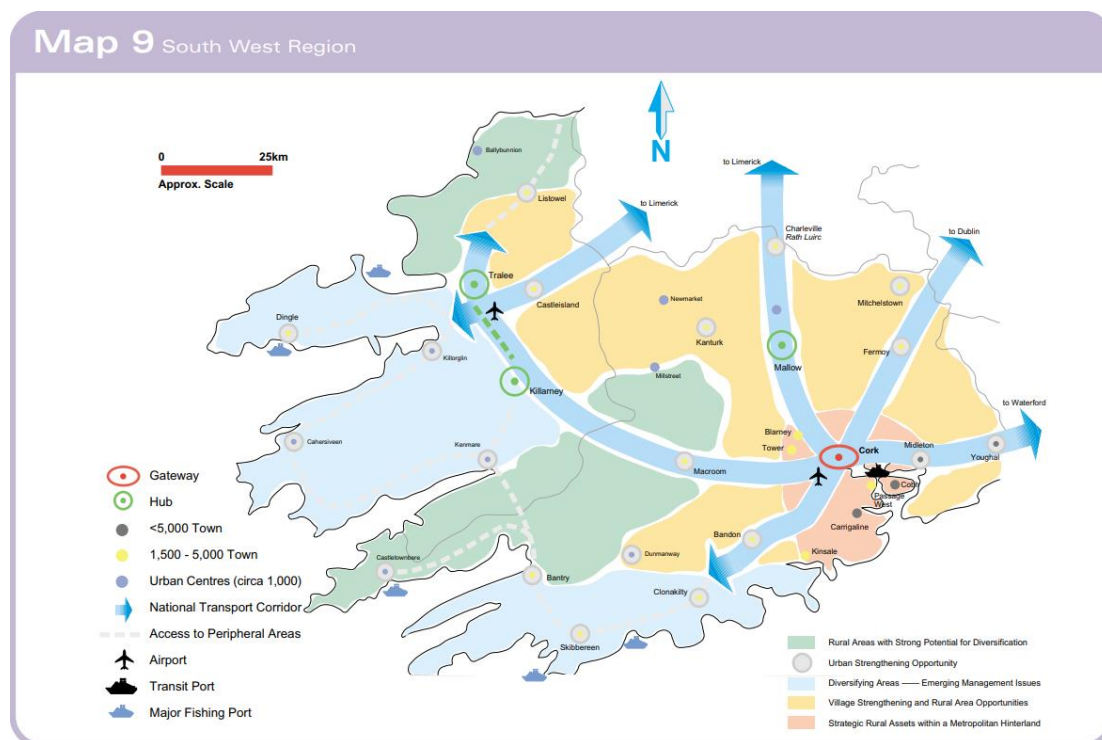 Map 9 South West Region
0 25km
Approx. Scale
N
to Limerick
Ballybunnion
Listowel
to Limerick
Charleville
Rath Luirc
to Dublin
Tralee
Castleisland
Newmarket
Mitchelstown
Dingle
Kanturk
Killorglin
Mallow
Fermoy
Millstreet
Killarney
to Waterford
Blarney
Cahersiveen
Kenmare
Tower
Cork
Midleton
Youghal
Macroom
Cobh
Passage
West
Carrigaline
Bandon
Castletownbere
Dunmanway
Kinsale
Bantry
Clonakilty
Skibbereen
Gateway
Hub
<5,000 Town
1,500 - 5,000 Town
Urban Centres (circa 1,000)
National Transport Corridor
Access to Peripheral Areas
Airport
Transit Port
Major Fishing Port
Rural Areas with Strong Potential for Diversification
Urban Strengthening Opportunity
Diversifying Areas —— Emerging Management Issues
Village Strengthening and Rural Area Opportunities
Strategic Rural Assets within a Metropolitan Hinterland